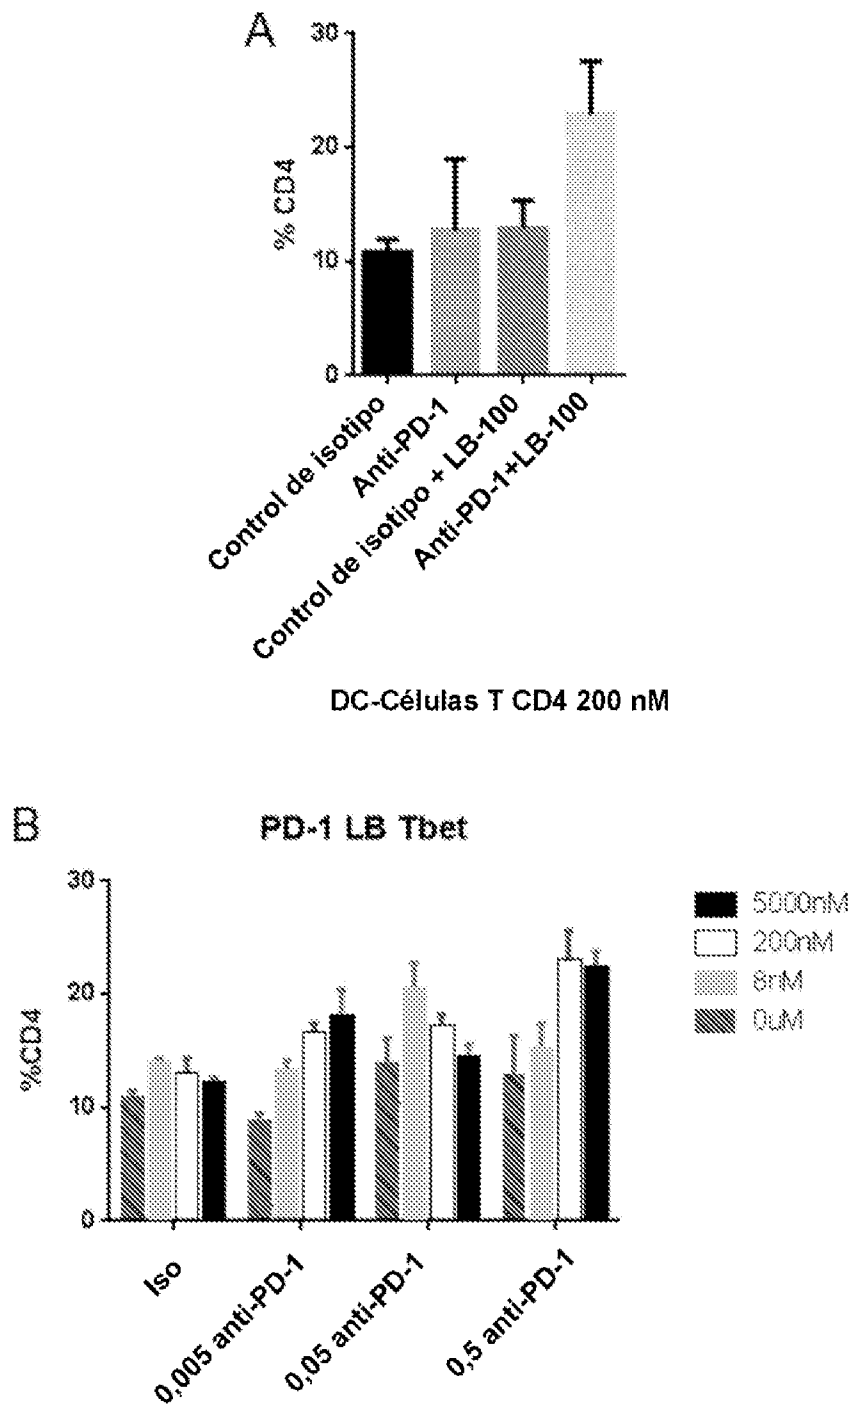 A
30
20
10
0
% CD4
Control de isotipo
Anti-PD-1
Control de isotipo + LB-100
Anti-PD-1+LB-100
DC-Células T CD4 200 nM
B
PD-1 LB Tbet
30
20
10
0
%CD4
5000nM
200nM
8nM
0uM
Iso
0,005 anti-PD-1
0,05 anti-PD-1
0,5 anti-PD-1